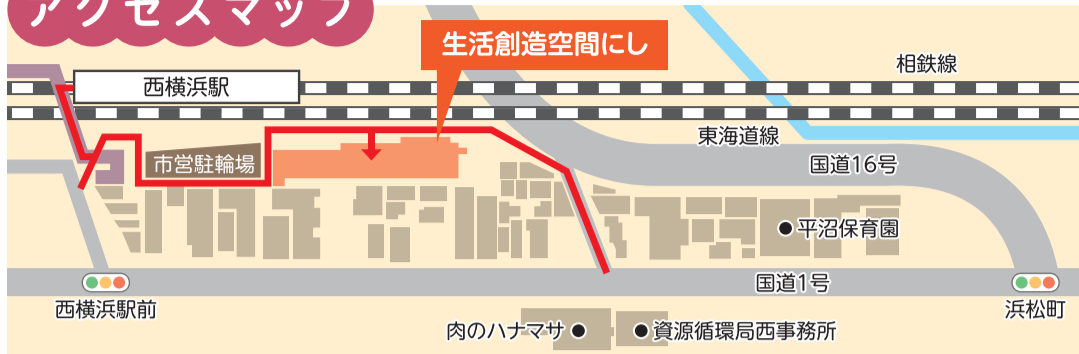 アクセスマップ
生活創造空間にし
相鉄線
西横浜駅
東海道線
市営駐輪場
国道16号
平沼保育園
国道1号
西横浜駅前
浜松町
肉のハナマサ
資源循環局西事務所